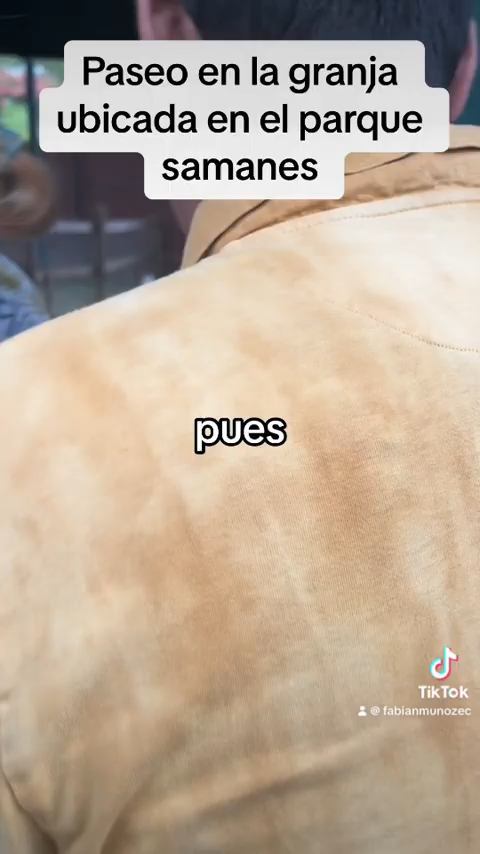 Paseo en la granja
ubicada en el parque
samanes
pues
TikTok
@ fabianmunozec